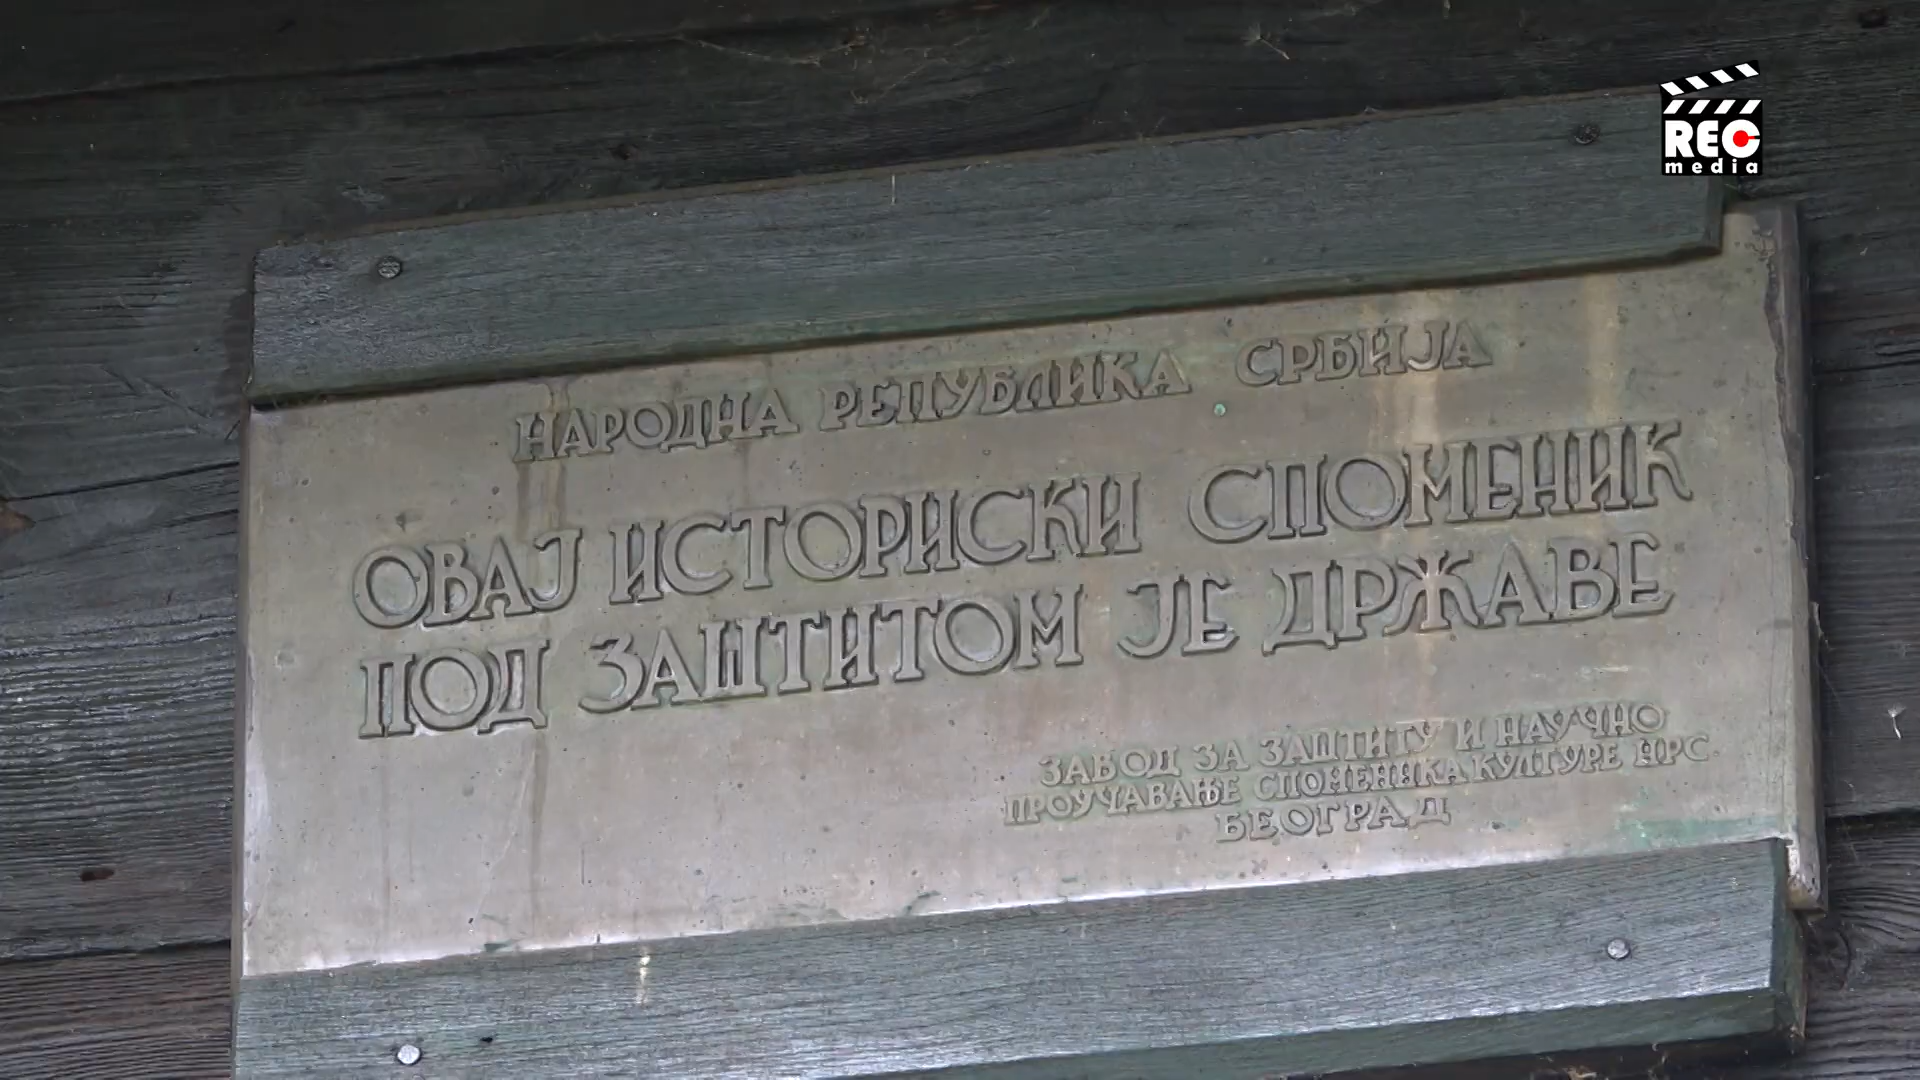 REC
media
НАРОДНА РЕПУБЛИКА СРБИЈА
ОВАЈ ИСТОРИСКИ СПОМЕНИК
ПОД ЗАШТИТОМ ЈЕ ДРЖАВЕ
ЗАВОД ЗА ЗАШТИТУ И НАУЧНО
ПРОУЧАВАЊЕ СПОМЕНИКА КУЛТУРЕ НРС.
БЕОГРАД